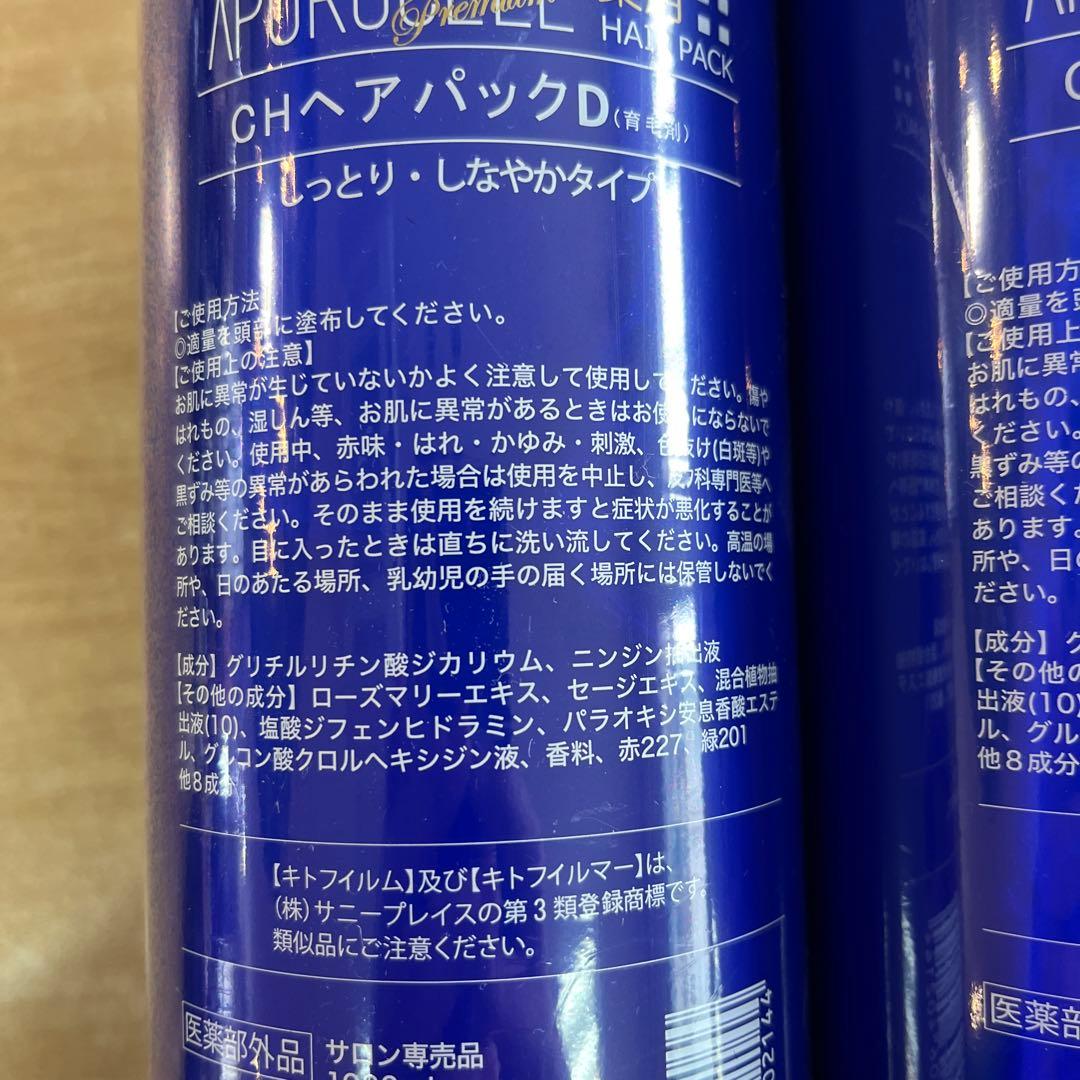 Premium
HAIR PACK
CHヘアパックD(育毛剤)
しっとり・しなやかタイプ
【ご使用方法
◎適量を頭部に塗布してください。
【ご使用上の注意】
お肌に異常が生じていないかよく注意して使用してください。傷や
はれもの、湿しん等、お肌に異常があるときはお使いにならないで
ください。使用中、赤味・はれ・かゆみ・刺激、色抜け(白斑等)や
黒ずみ等の異常があらわれた場合は使用を中止し、皮フ科専門医等へ
ご相談ください。そのまま使用を続けますと症状が悪化することが
あります。目に入ったときは直ちに洗い流してください。高温の場
所や、日のあたる場所、乳幼児の手の届く場所には保管しないでく
ださい。
【成分】グリチルリチン酸ジカリウム、ニンジン抽出液
【その他の成分】ローズマリーエキス、セージエキス、混合植物抽
出液(10)、塩酸ジフェンヒドラミン、パラオキシ安息香酸エステ
ル、グルコン酸クロルヘキシジン液、香料、赤227、緑201
他8成分
【キトフイルム】及び【キトフイルマー】は、
(株)サニープレイスの第3類登録商標です。
類似品にご注意ください。
医薬部外品
サロン専売品
02144
【ご使用方
◎適量を
【ご使用上
お肌に異常
はれもの、
ください。
黒ずみ等の
ご相談くだ
あります。
所や、日の
ださい。
【成分】グ
【その他の
出液(10)
ル、グル
他8成分
医薬部